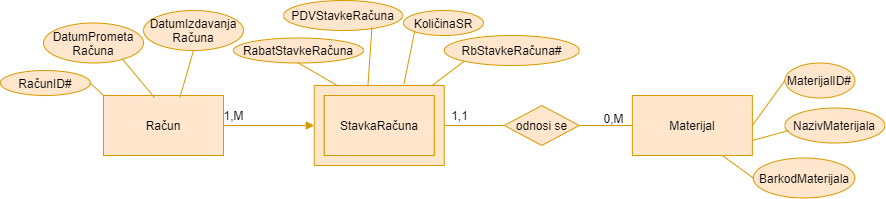 PDVStavkeRačuna
DatumIzdavanja
Računa
KoličinaSR
DatumPrometa
Računa
RabatStavkeRačuna
RbStavkeRačuna#
RačunID#
MaterijalID#
1,M
1,1
0,M
Račun
StavkaRačuna
odnosi se
Materijal
NazivMaterijala
BarkodMaterijala